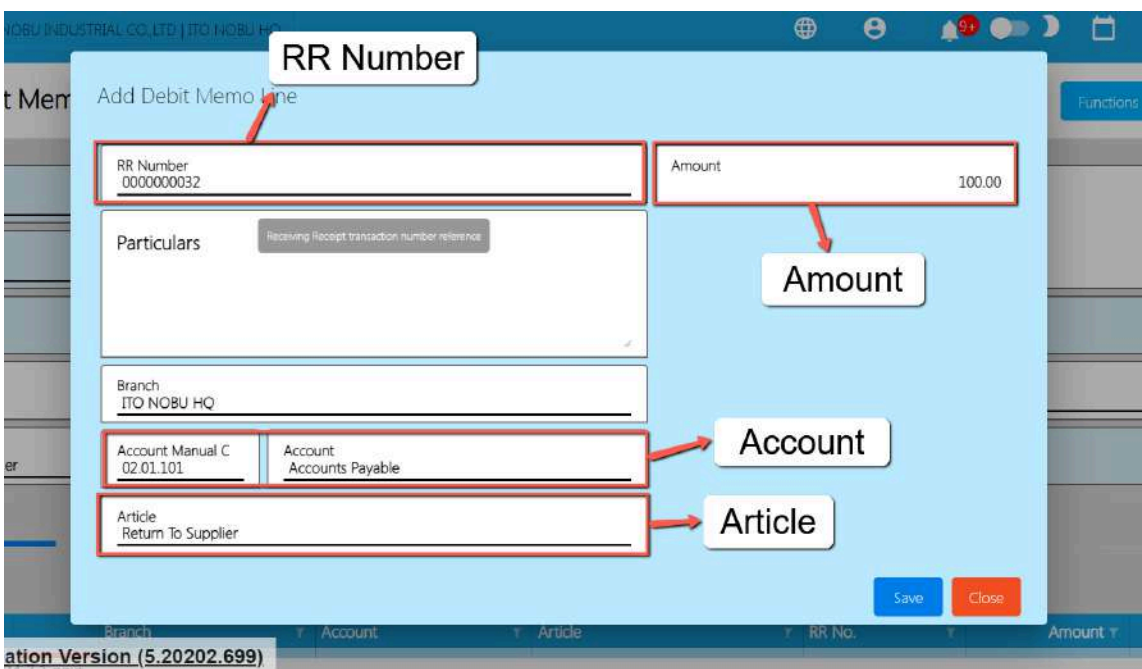 NOBU INDUSTRIAL CO.,LTD | ITO NOBU HQ
9+
RR Number
t Mem
Add Debit Memo Line
Functions
RR Number
0000000032
Amount
100.00
Particulars
Receiving Receipt transaction number reference
Amount
Branch
ITO NOBU HQ
Account Manual C
02.01.101
Account
Accounts Payable
Account
er
Article
Return To Supplier
Article
Save
Close
Branch
Account
Article
RR No.
Amount
ation Version (5.20202.699)